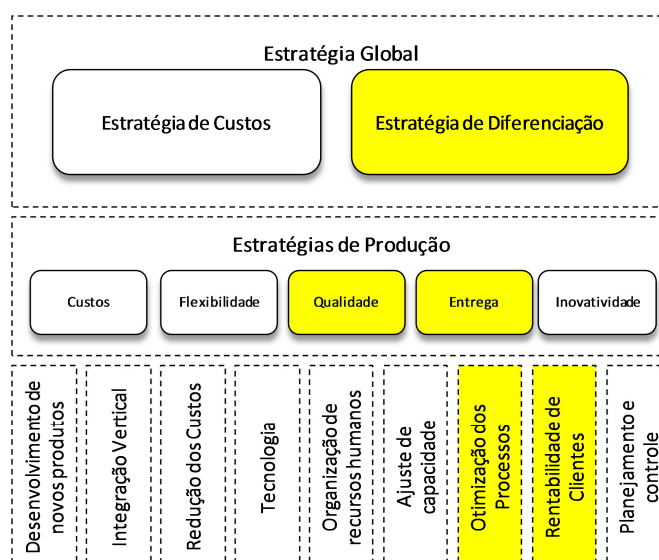 Estratégia Global
Estratégia de Custos
Estratégia de Diferenciação
Estratégias de Produção
Custos
Flexibilidade
Qualidade
Entrega
Inovatividade
Desenvolvimento de
novos produtos
Integração Vertical
Redução dos Custos
Tecnologia
Organização de
recursos humanos
Ajuste de
capacidade
Otimização dos
Processos
Rentabilidade de
Clientes
Planejamento e
controle